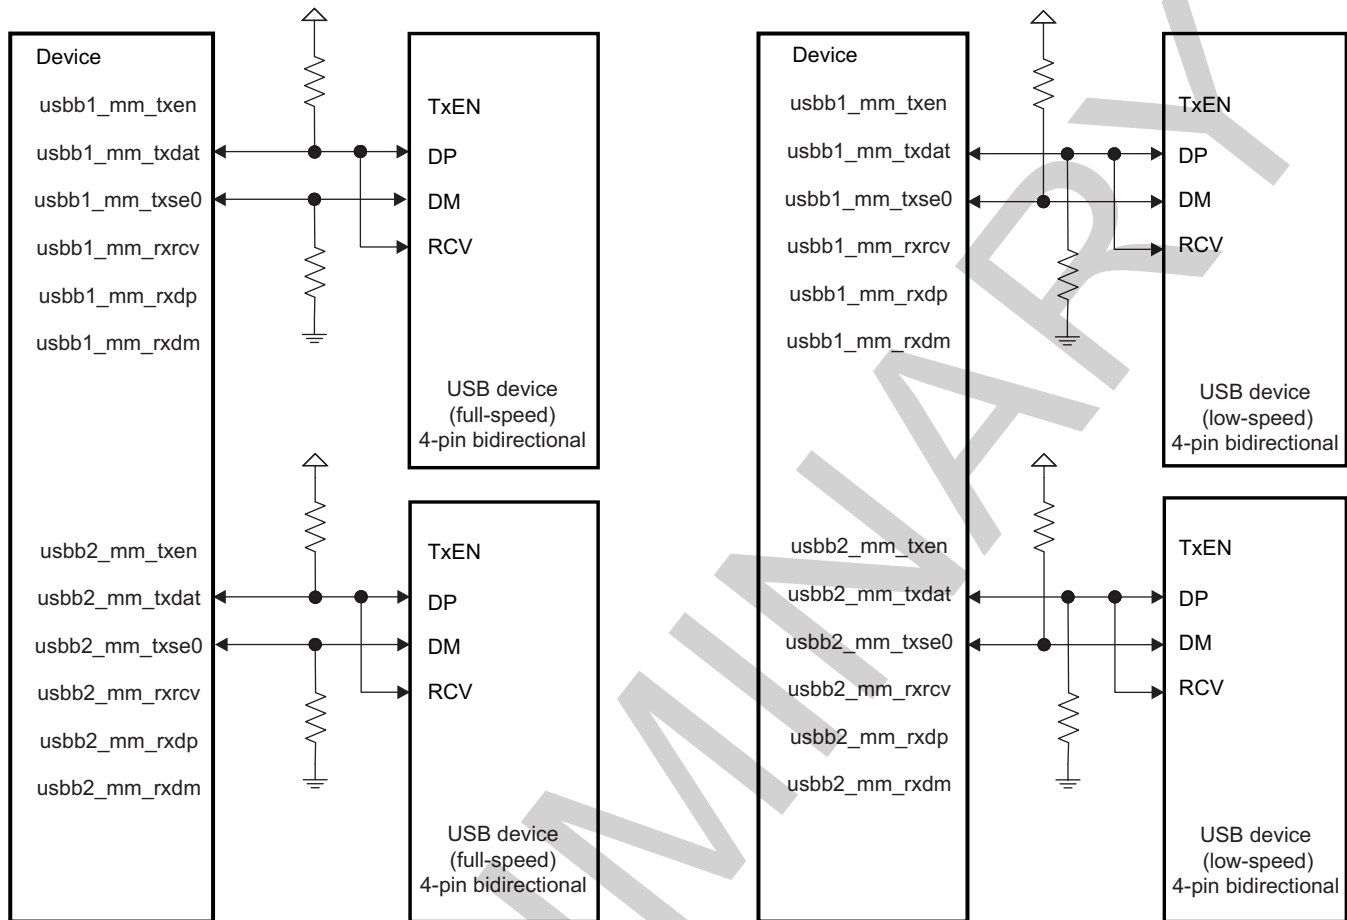 Device
usbb1_mm_txen
usbb1_mm_txdat
usbb1_mm_txse0
usbb1_mm_rxrcv
usbb1_mm_rxdp
usbb1_mm_rxdm
TxEN
DP
DM
RCV
USB device
(full-speed)
4-pin bidirectional
usbb2_mm_txen
usbb2_mm_txdat
usbb2_mm_txse0
usbb2_mm_rxrcv
usbb2_mm_rxdp
usbb2_mm_rxdm
TxEN
DP
DM
RCV
USB device
(full-speed)
4-pin bidirectional
Device
usbb1_mm_txen
usbb1_mm_txdat
usbb1_mm_txse0
usbb1_mm_rxrcv
usbb1_mm_rxdp
usbb1_mm_rxdm
TxEN
DP
DM
RCV
USB device
(low-speed)
4-pin bidirectional
usbb2_mm_txen
usbb2_mm_txdat
usbb2_mm_txse0
usbb2_mm_rxrcv
usbb2_mm_rxdp
usbb2_mm_rxdm
TxEN
DP
DM
RCV
USB device
(low-speed)
4-pin bidirectional
IMINARY